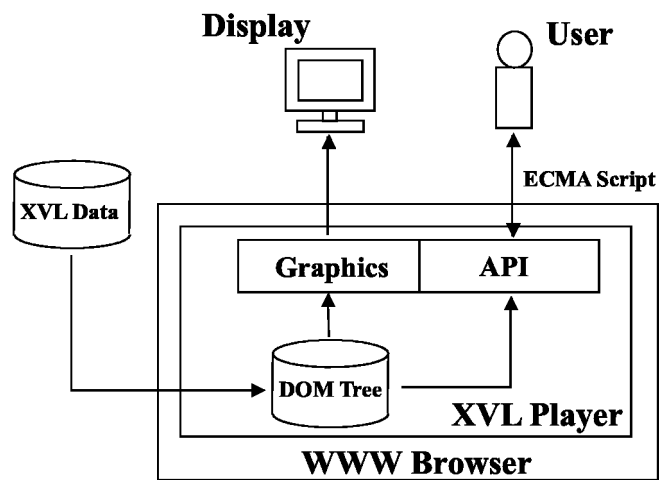 Display
User
ECMA Script
XVL Data
Graphics
API
DOM Tree
XVL Player
WWW Browser